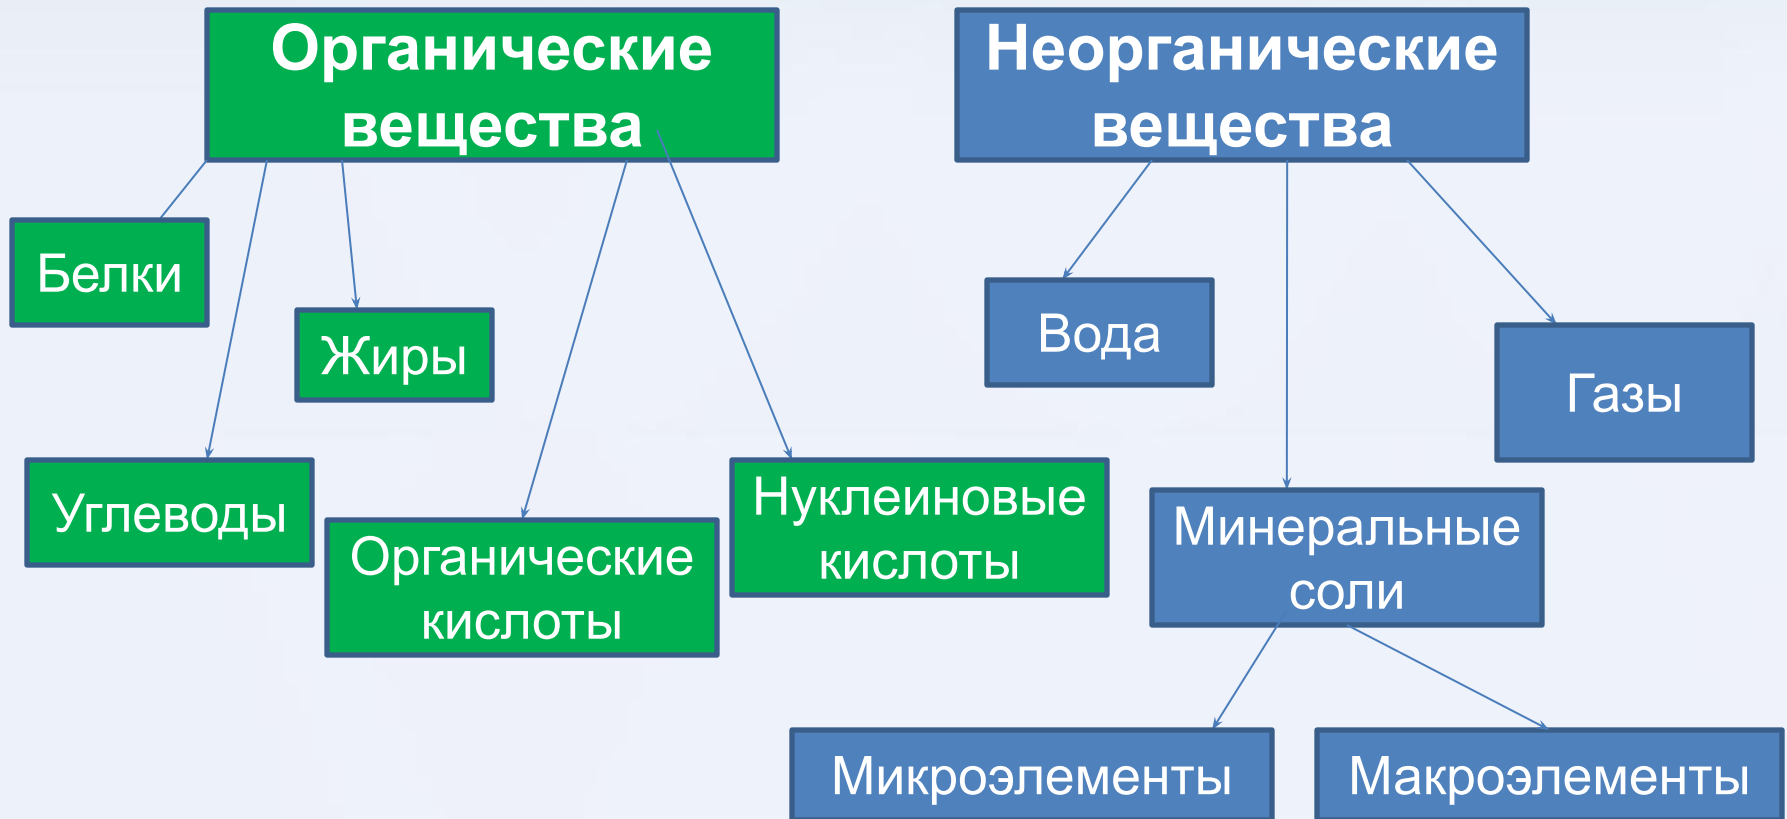 Органические
вещества
Неорганические
вещества
Белки
Жиры
Углеводы
Органические
кислоты
Нуклеиновые
кислоты
Вода
Газы
Минеральные
соли
Микроэлементы
Макроэлементы